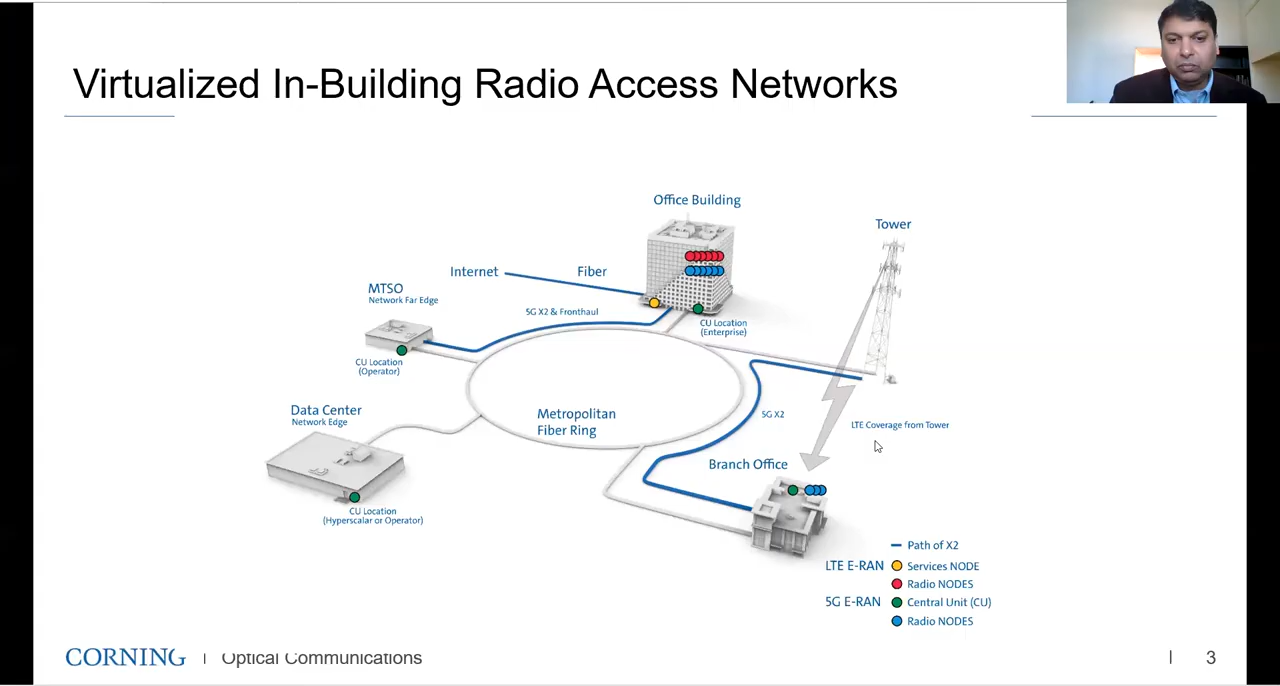 Virtualized In-Building Radio Access Networks
Office Building
Tower
Internet
Fiber
MTSO
Network Far Edge
5G X2 & Fronthaul
CU Location
(Enterprise)
CU Location
(Operator)
Data Center
Network Edge
Metropolitan
Fiber Ring
5G X2
LTE Coverage from Tower
Branch Office
CU Location
(Hyperscalar or Operator)
Path of X2
LTE E-RAN Services NODE
Radio NODES
5G E-RAN Central Unit (CU)
Radio NODES
CORNING | Optical Communications | 3